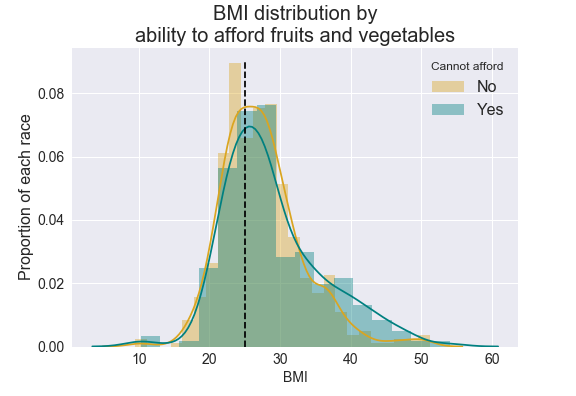 BMI distribution by
ability to afford fruits and vegetables
Cannot afford
No
Yes
Proportion of each race
0.08
0.06
0.04
0.02
0.00
10 20 30 40 50 60
BMI